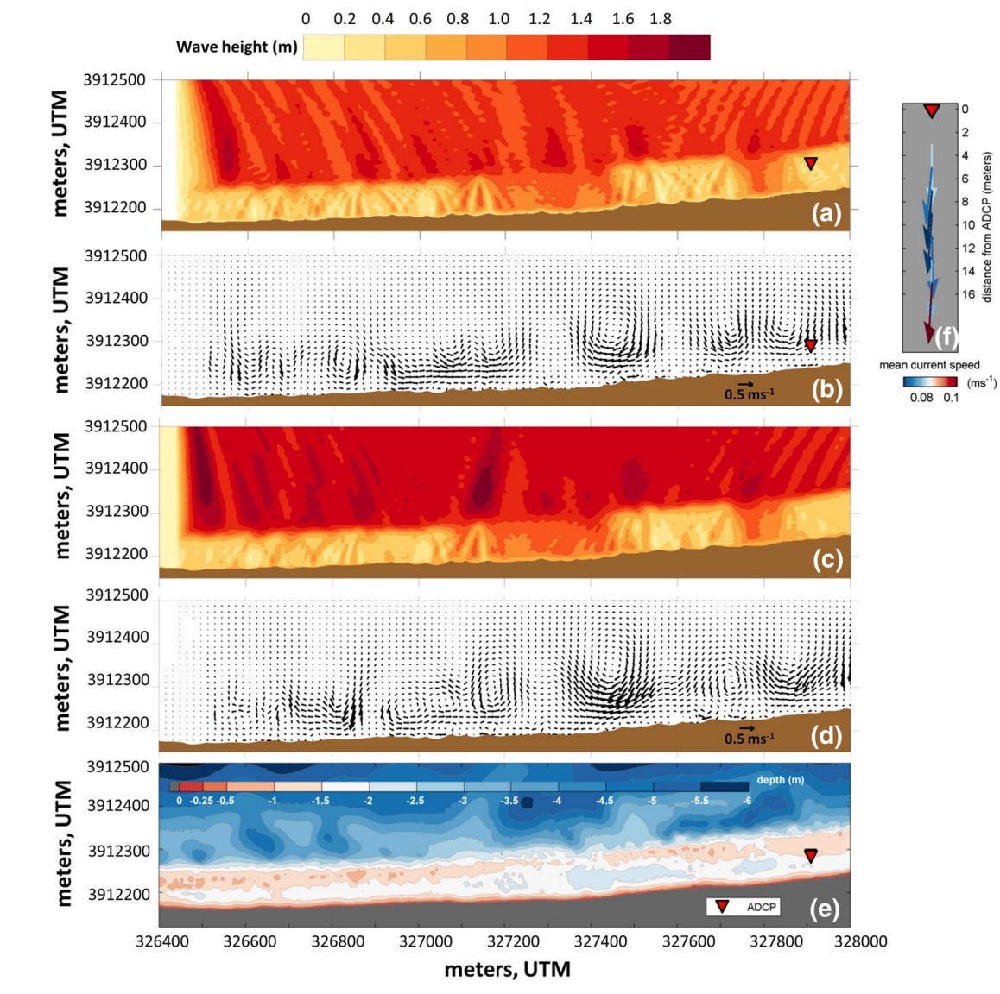 0 0.2 0.4 0.6 0.8 1.0 1.2 1.4 1.6 1.8
Wave height (m)
meters, UTM
3912500
3912400
3912300
3912200
(a)
meters, UTM
3912500
3912400
3912300
3912200
0.5 ms-1
(b)
meters, UTM
3912500
3912400
3912300
3912200
(c)
meters, UTM
3912500
3912400
3912300
3912200
0.5 ms-1
(d)
meters, UTM
3912500
3912400
3912300
3912200
depth (m)
0 -0.25 -0.5 -1 -1.5 -2 -2.5 -3 -3.5 -4 -4.5 -5 -5.5 -6
ADCP
(e)
326400 326600 326800 327000 327200 327400 327600 327800 328000
meters, UTM
0
2
4
6
8
10
12
14
16
distance from ADCP (meters)
(f)
mean current speed
(ms-1)
0.08 0.1